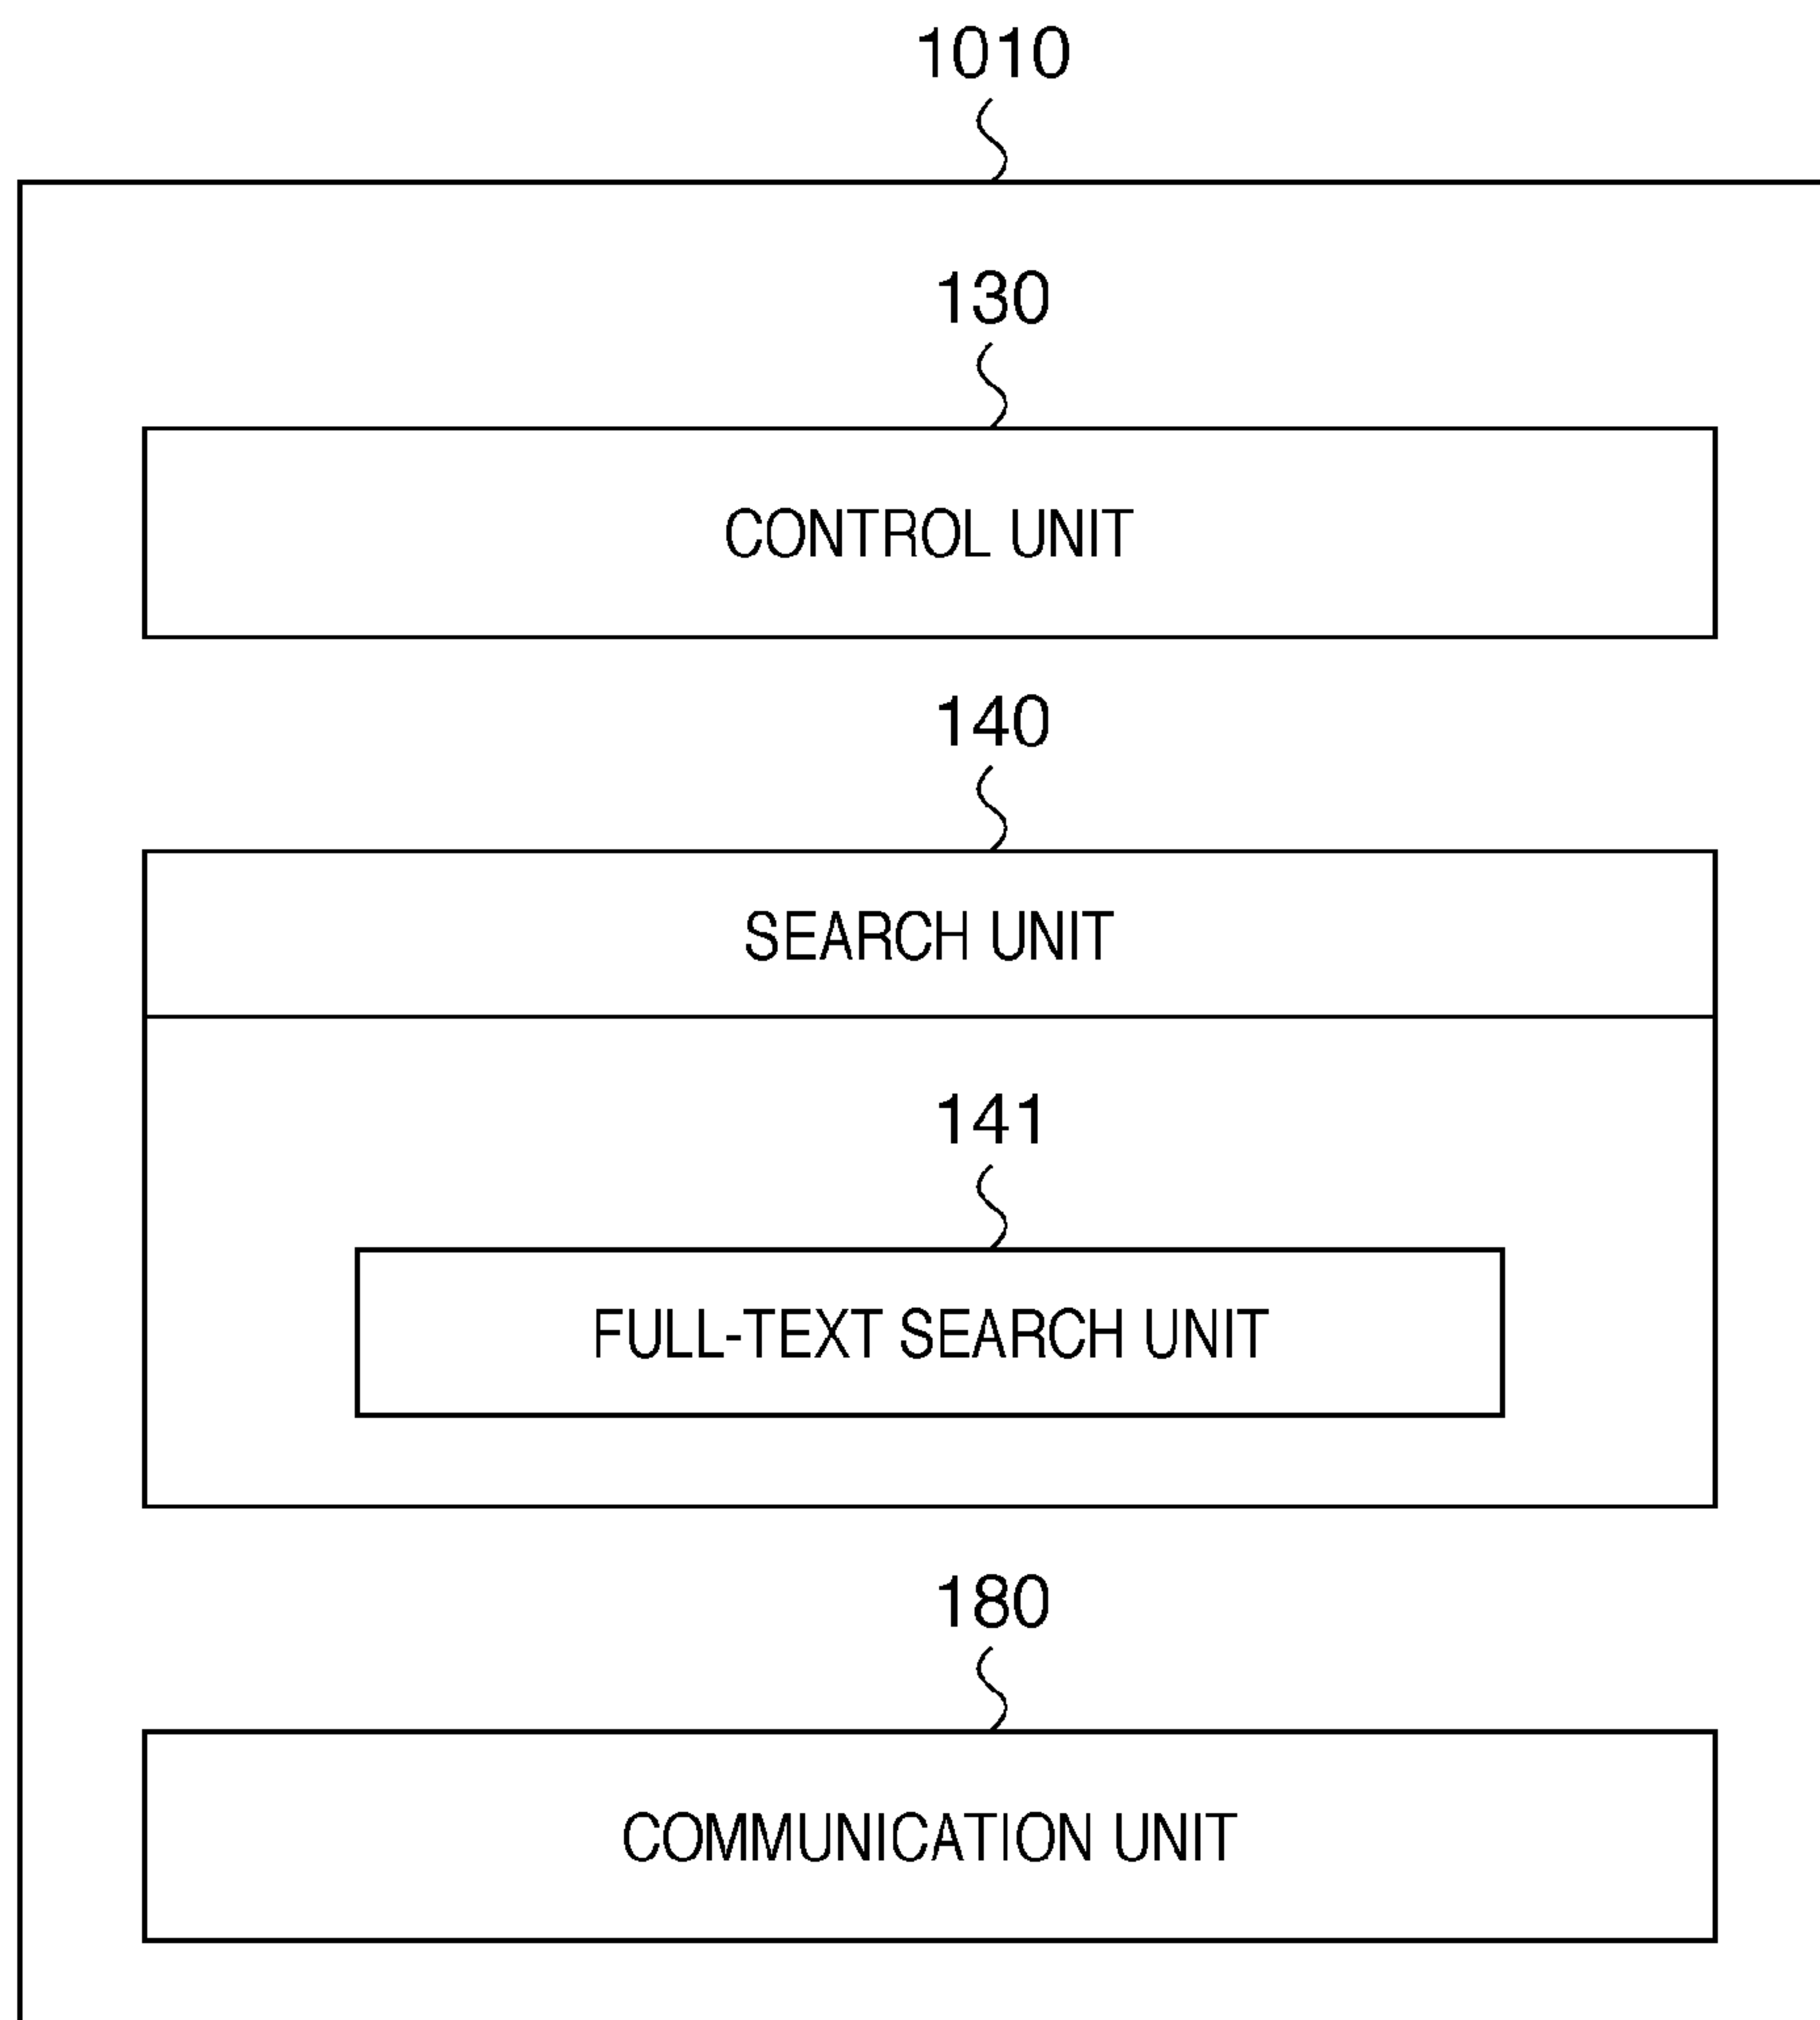 1010
130
CONTROL UNIT
140
SEARCH UNIT
141
FULL-TEXT SEARCH UNIT
180
COMMUNICATION UNIT